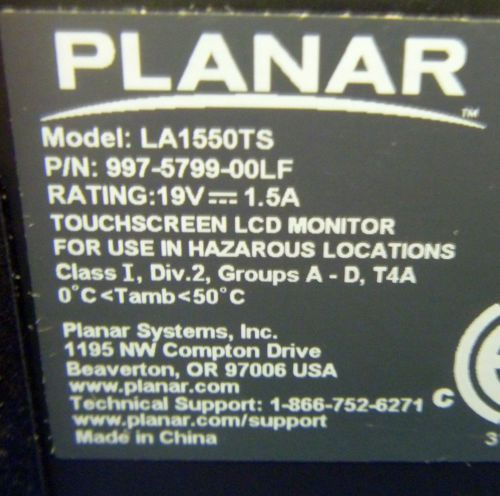 PLANAR
TM
Model: LA1550TS
P/N: 997-5799-00LF
RATING:19V⎓1.5A
TOUCHSCREEN LCD MONITOR
FOR USE IN HAZAROUS LOCATIONS
Class I, Div.2, Groups A - D, T4A
0°C<Tamb<50°C
Planar Systems, Inc.
1195 NW Compton Drive
Beaverton, OR 97006 USA
www.planar.com
Technical Support: 1-866-752-6271
www.planar.com/support
Made in China
C
3